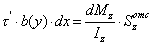 τ' · b(y) · dx = dM_z / I_z · S_z^{отс}